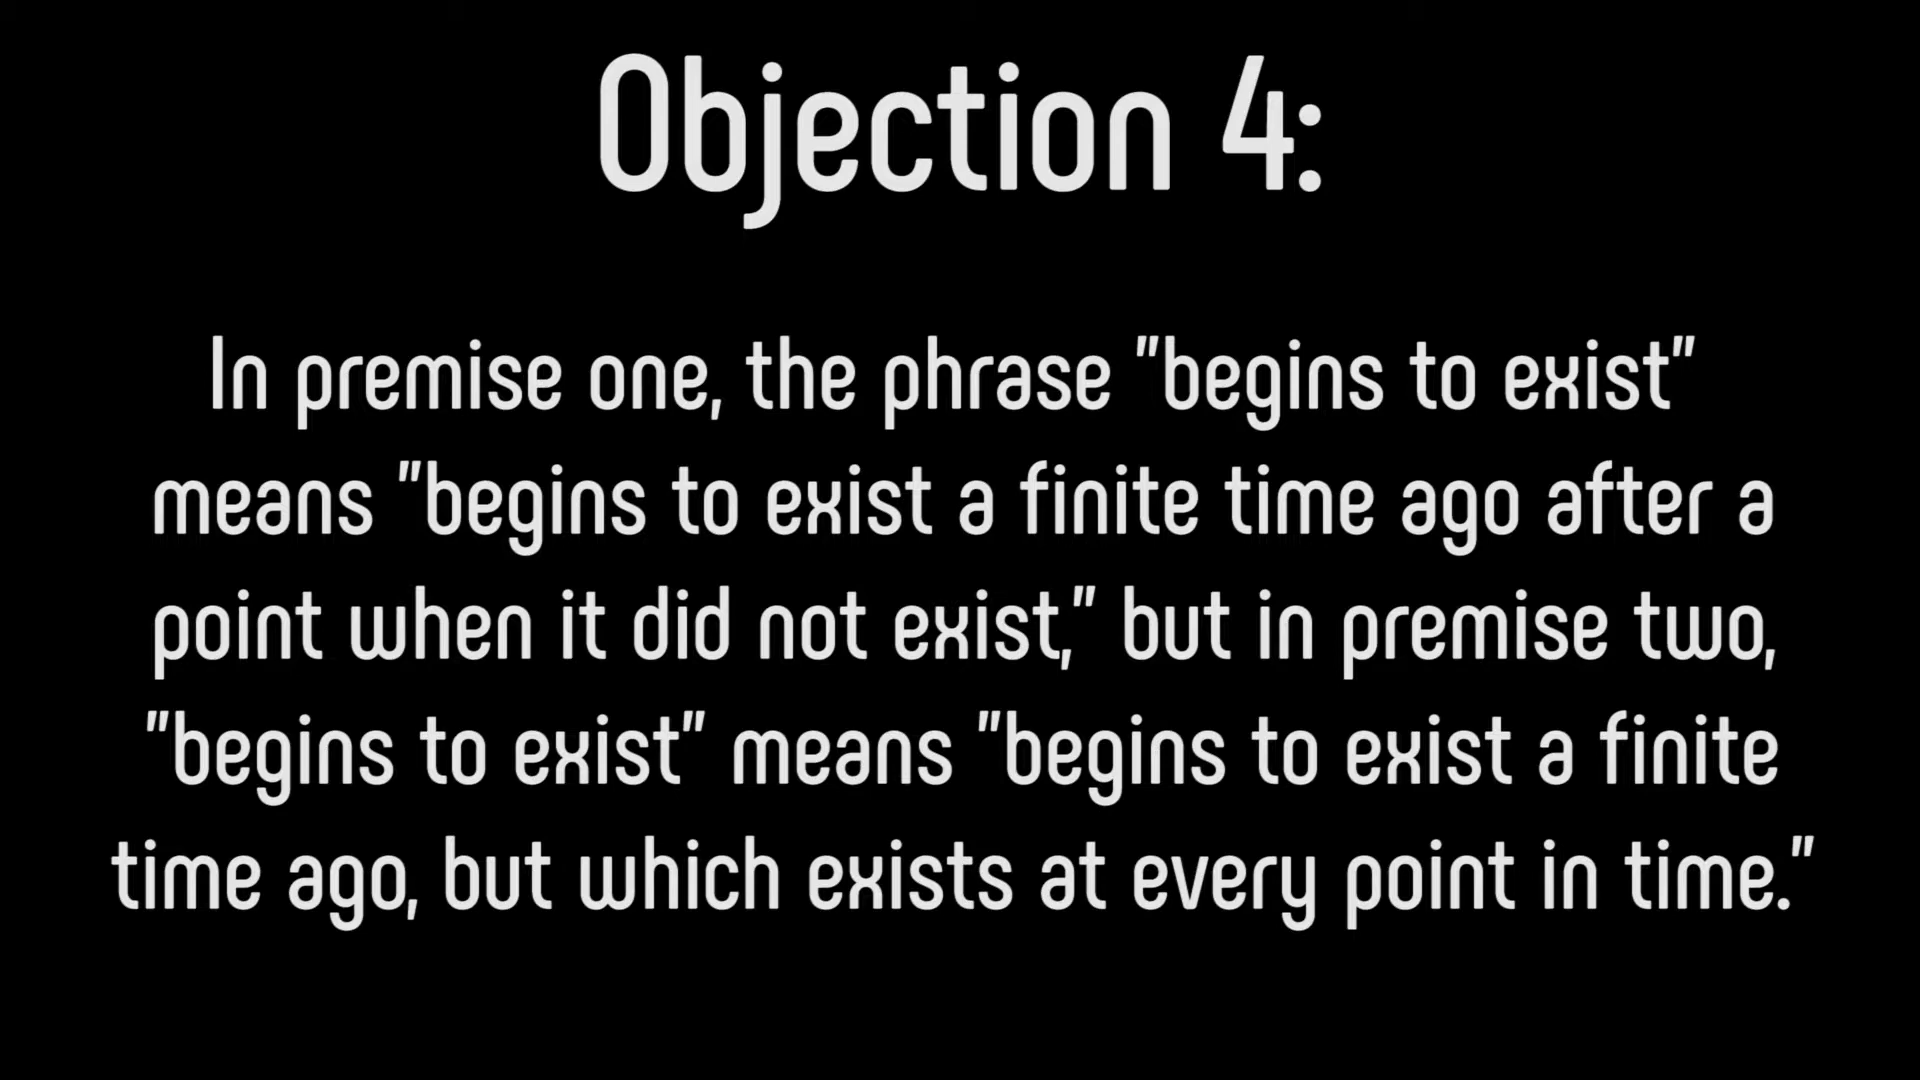 Objection 4:
In premise one, the phrase "begins to exist"
means "begins to exist a finite time ago after a
point when it did not exist," but in premise two,
"begins to exist" means "begins to exist a finite
time ago, but which exists at every point in time."